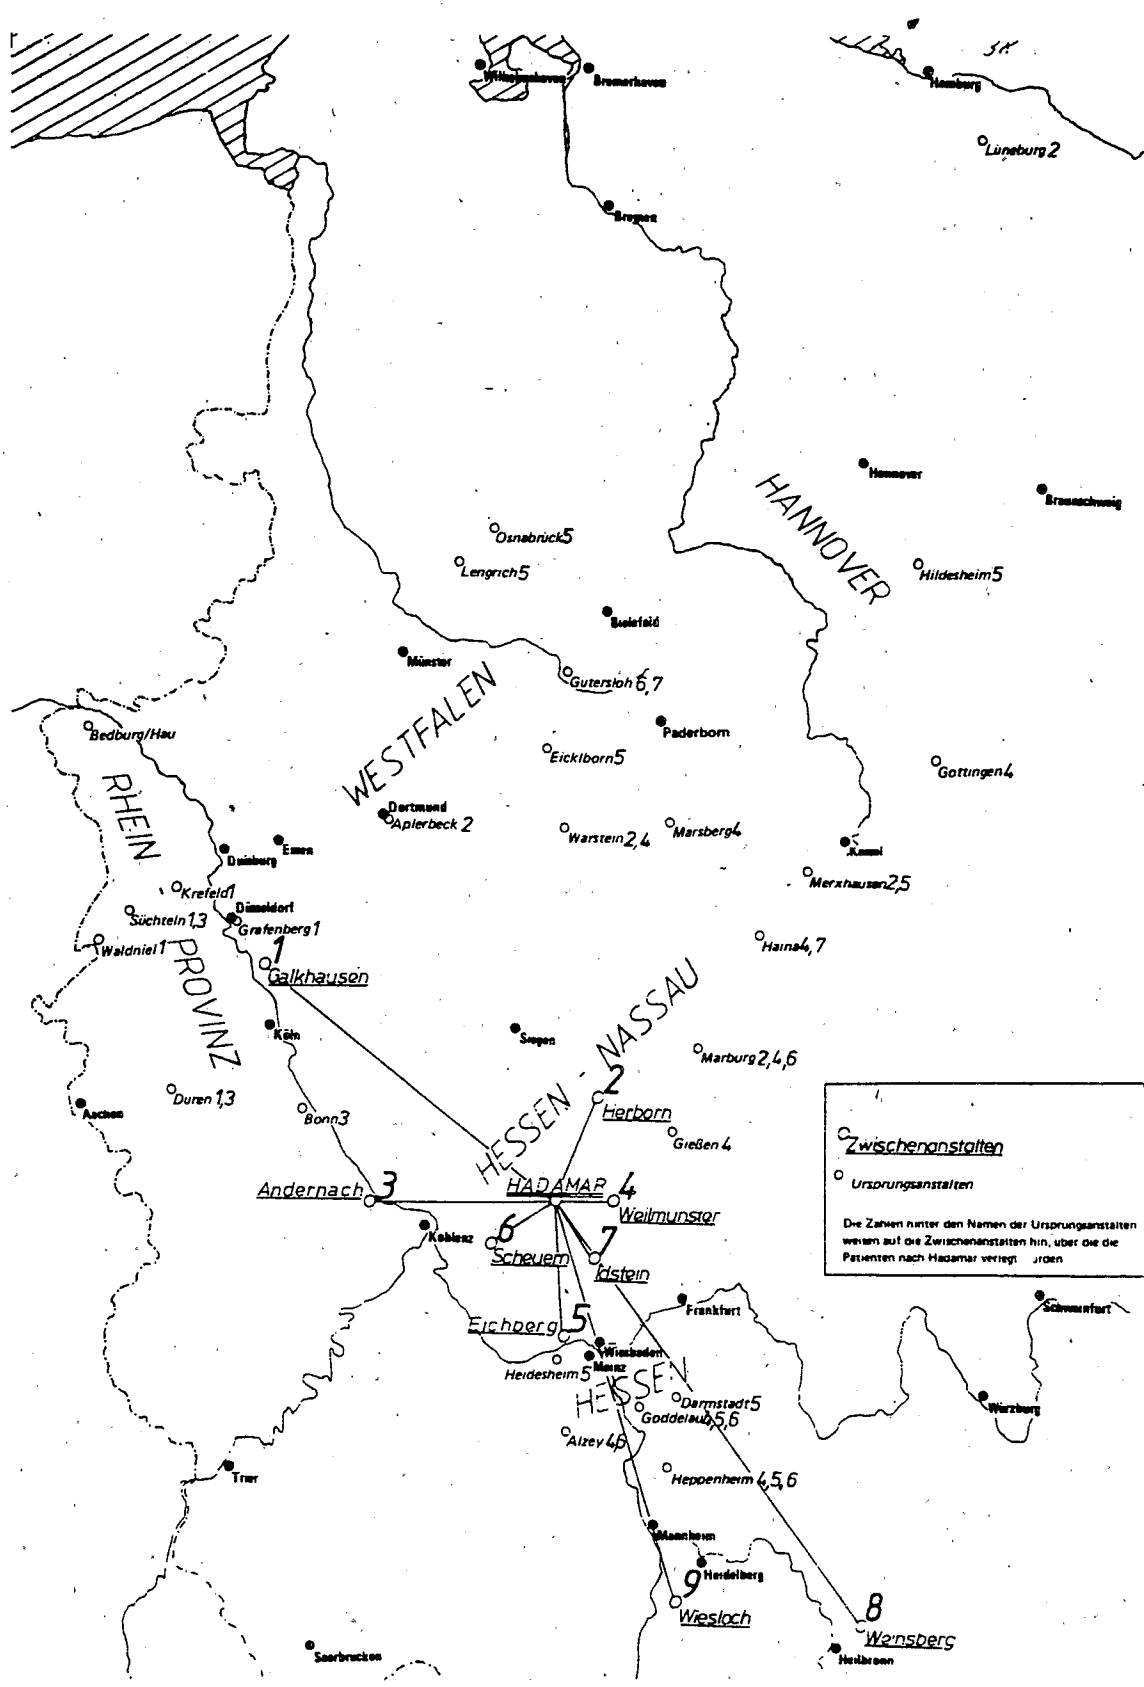 SK
Wilhelmshaven
Bremerhaven
Hamburg
Lüneburg 2
Bremen
Hannover
Braunschweig
HANNOVER
Osnabrück 5
Lengrich 5
Hildesheim 5
Bielefeld
Münster
Gutersloh 6,7
WESTFALEN
Bedburg/Hau
Paderborn
Eicklborn 5
Gottingen 4
RHEIN
Dortmund
Aplerbeck 2
Warstein 2,4
Marsberg 4
Essen
Duisburg
Kassel
Merxhausen 2,5
Krefeld 1
Süchteln 1,3
Düsseldorf
Grafenberg 1
Waldniel 1
Haina 4,7
PROVINZ
1
Galkhausen
HESSEN - NASSAU
Köln
Siegen
Marburg 2,4,6
Duren 1,3
Aachen
Bonn 3
2
Herborn
Gießen 4
Zwischenanstalten
Ursprungsanstalten
Die Zahlen hinter den Namen der Ursprungsanstalten
weisen auf die Zwischenanstalten hin, über die die
Patienten nach Hadamar verlegt
Andernach
3
HADAMAR
4
Weilmunster
Koblenz
6
Scheuern
7
Idstein
Frankfurt
Schweinfurt
Eichberg
5
Wiesbaden
Mainz
Heidesheim 5
HESSEN
Darmstadt 5
Goddelau 4,5,6
Würzburg
Alzey 4,6
Trier
Heppenheim 4,5,6
Mannheim
Heidelberg
9
Wiesloch
8
Weinsberg
Heilbronn
Saarbrucken